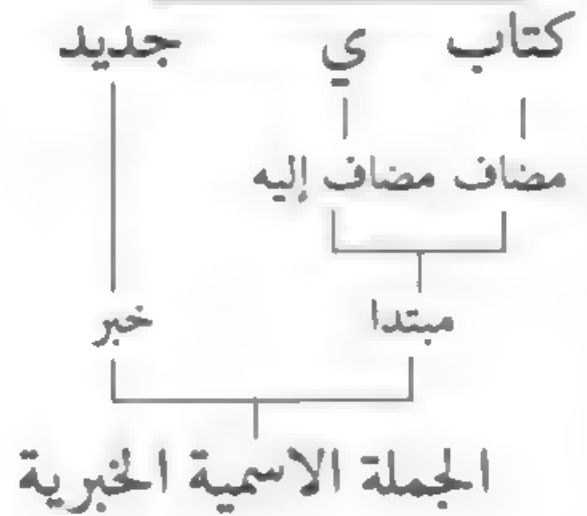 كتاب ي جديد
مضاف مضاف إليه
مبتدا خبر
الجملة الاسمية الخبرية